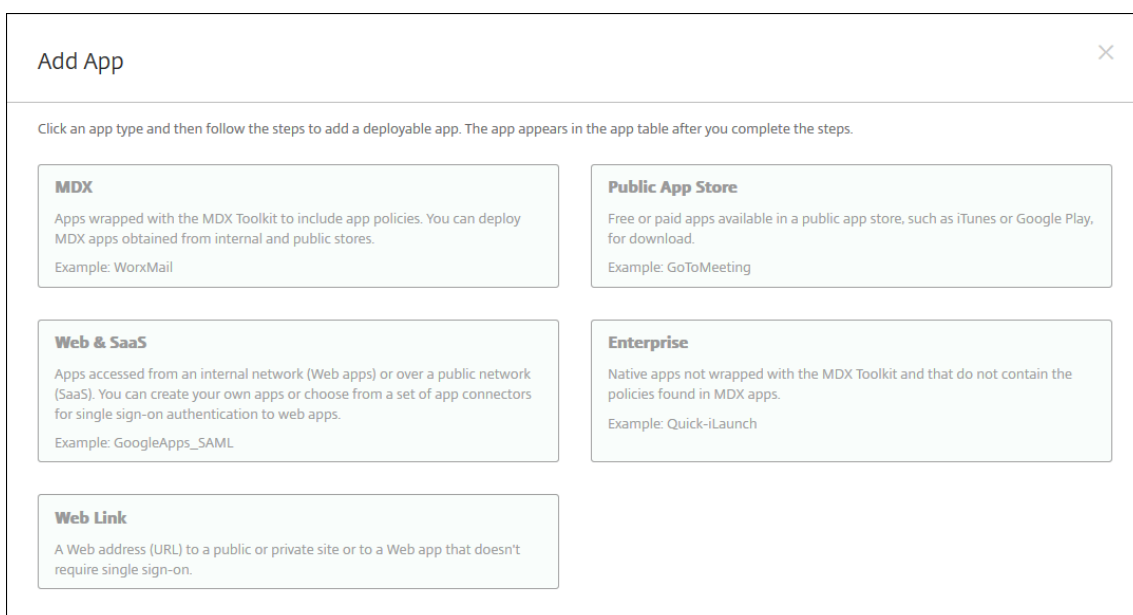 Add App
Click an app type and then follow the steps to add a deployable app. The app appears in the app table after you complete the steps.
MDX
Apps wrapped with the MDX Toolkit to include app policies. You can deploy
MDX apps obtained from internal and public stores.
Example: WorxMail
Public App Store
Free or paid apps available in a public app store, such as iTunes or Google Play,
for download.
Example: GoToMeeting
Web & SaaS
Apps accessed from an internal network (Web apps) or over a public network
(SaaS). You can create your own apps or choose from a set of app connectors
for single sign-on authentication to web apps.
Example: GoogleApps_SAML
Enterprise
Native apps not wrapped with the MDX Toolkit and that do not contain the
policies found in MDX apps.
Example: Quick-iLaunch
Web Link
A Web address (URL) to a public or private site or to a Web app that doesn't
require single sign-on.